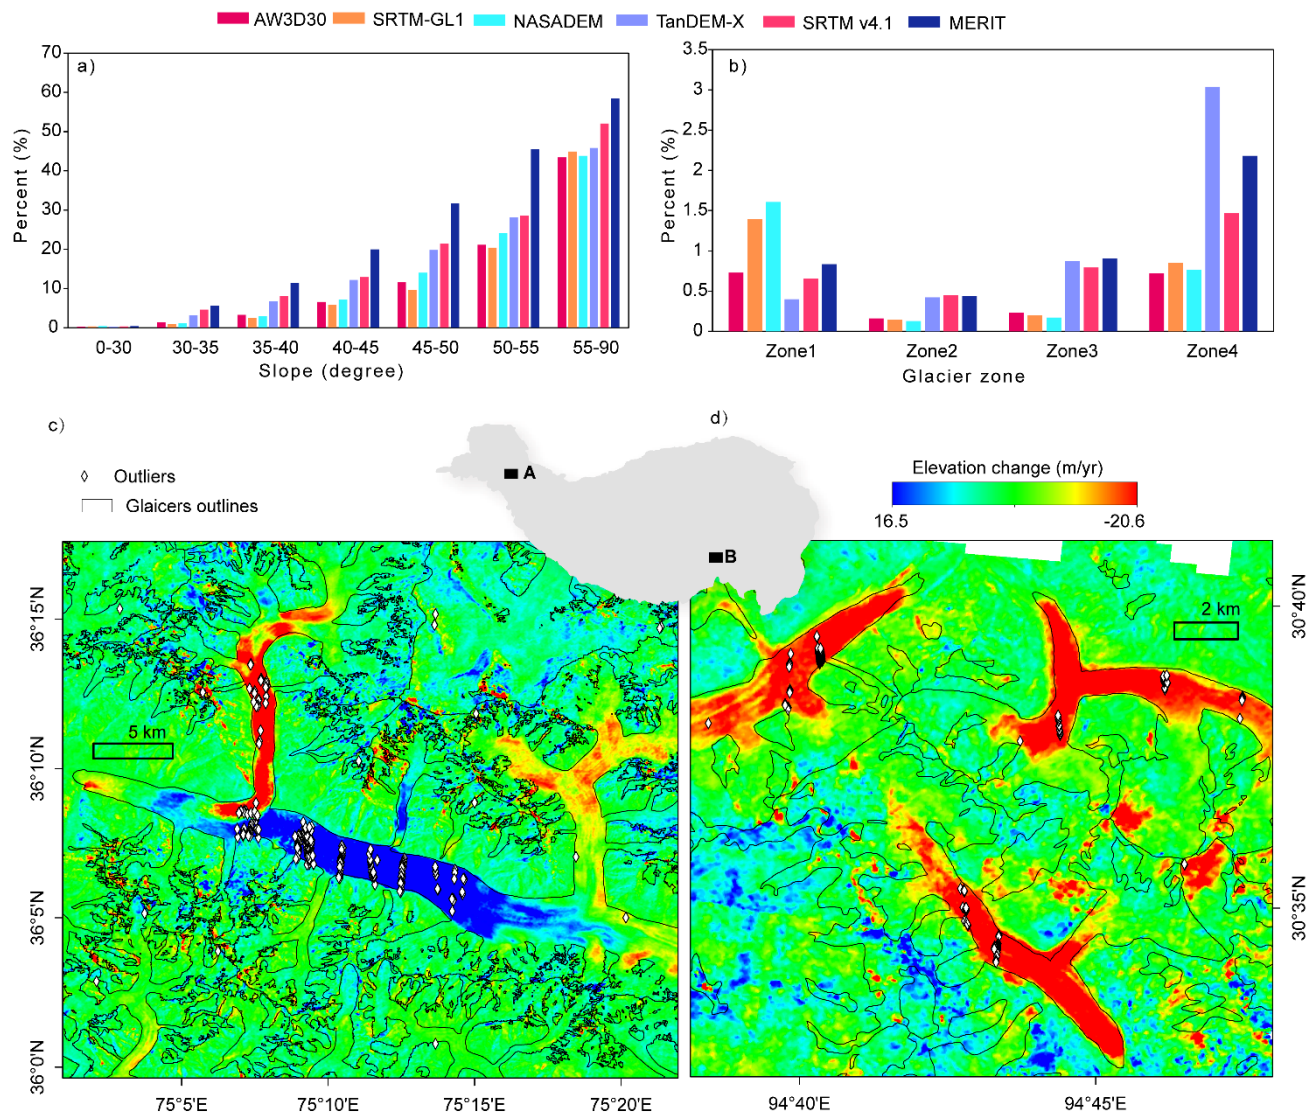 AW3D30 SRTM-GL1 NASADEM TanDEM-X SRTM v4.1 MERIT
a)
Percent (%)
70
60
50
40
30
20
10
0
0-30 30-35 35-40 40-45 45-50 50-55 55-90
Slope (degree)
b)
Percent (%)
3.5
3
2.5
2
1.5
1
0.5
0
Zone1 Zone2 Zone3 Zone4
Glacier zone
c)
Outliers
Glaicers outlines
A
B
d)
Elevation change (m/yr)
16.5 -20.6
36°15'N
36°10'N
36°5'N
36°0'N
5 km
75°5'E 75°10'E 75°15'E 75°20'E
2 km
30°40'N
30°35'N
94°40'E 94°45'E